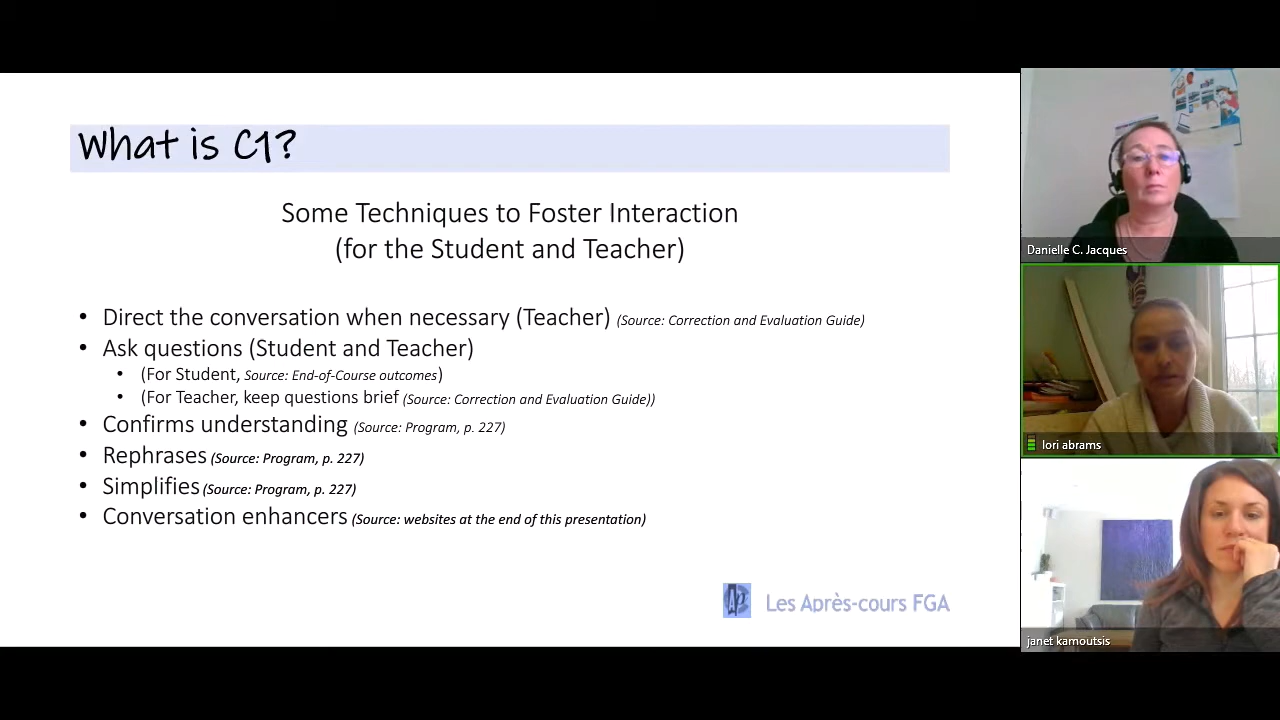 What is C1?
Some Techniques to Foster Interaction
(for the Student and Teacher)
• Direct the conversation when necessary (Teacher) (Source: Correction and Evaluation Guide)
• Ask questions (Student and Teacher)
• (For Student, Source: End-of-Course outcomes)
• (For Teacher, keep questions brief (Source: Correction and Evaluation Guide))
• Confirms understanding (Source: Program, p. 227)
• Rephrases (Source: Program, p. 227)
• Simplifies (Source: Program, p. 227)
• Conversation enhancers (Source: websites at the end of this presentation)
Les Après-cours FGA
Danielle C. Jacques
lori abrams
janet kamoutsis